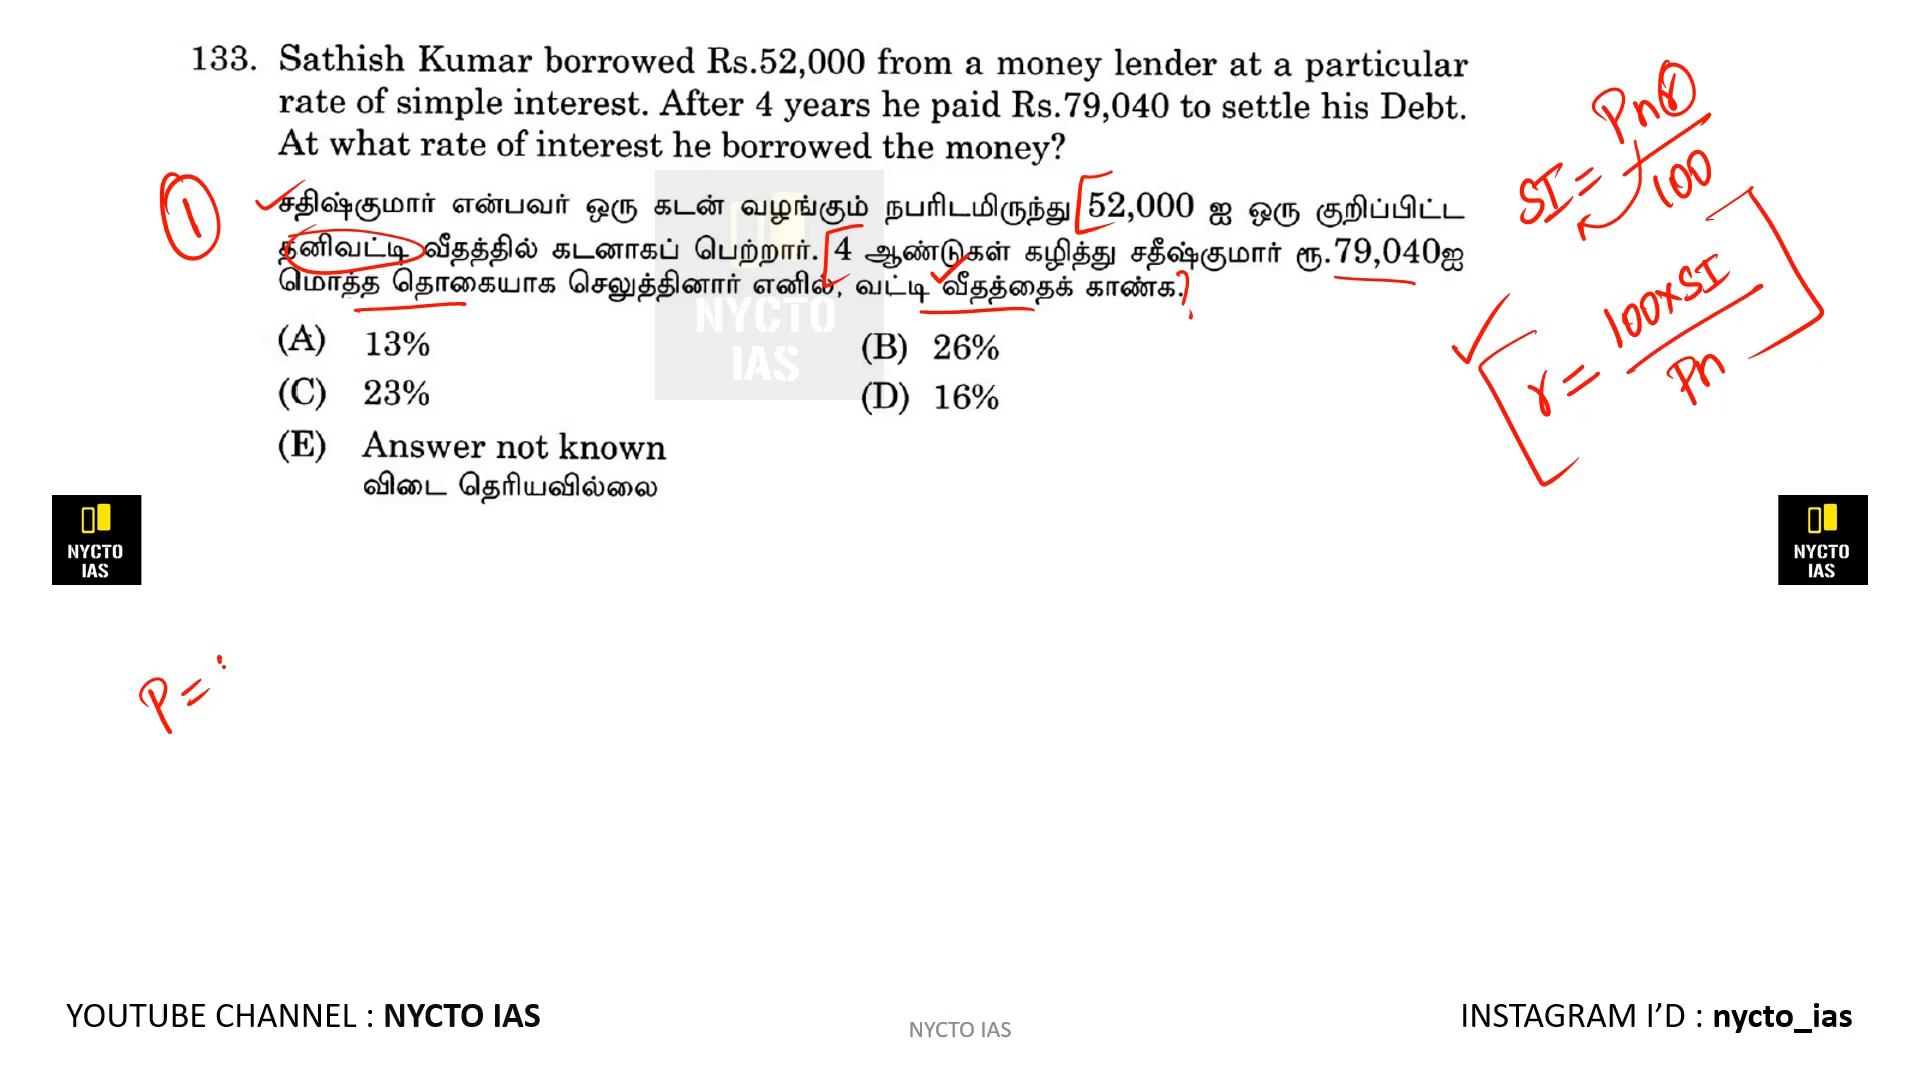 133. Sathish Kumar borrowed Rs.52,000 from a money lender at a particular
rate of simple interest. After 4 years he paid Rs.79,040 to settle his Debt.
At what rate of interest he borrowed the money?
1
சதிஷ்குமார் என்பவர் ஒரு கடன் வழங்கும் நபரிடமிருந்து 52,000 ஐ ஒரு குறிப்பிட்ட
தனிவட்டி வீதத்தில் கடனாகப் பெற்றார். 4 ஆண்டுகள் கழித்து சதீஷ்குமார் ரூ.79,040ஐ
மொத்த தொகையாக செலுத்தினார் எனில், வட்டி வீதத்தைக் காண்க.?
(A) 13% (B) 26%
(C) 23% (D) 16%
(E) Answer not known
விடை தெரியவில்லை
SI = Pnr
100
r = 100×SI
Pn
NYCTO
IAS
NYCTO
IAS
NYCTO
IAS
P =
YOUTUBE CHANNEL : NYCTO IAS
NYCTO IAS
INSTAGRAM I’D : nycto_ias